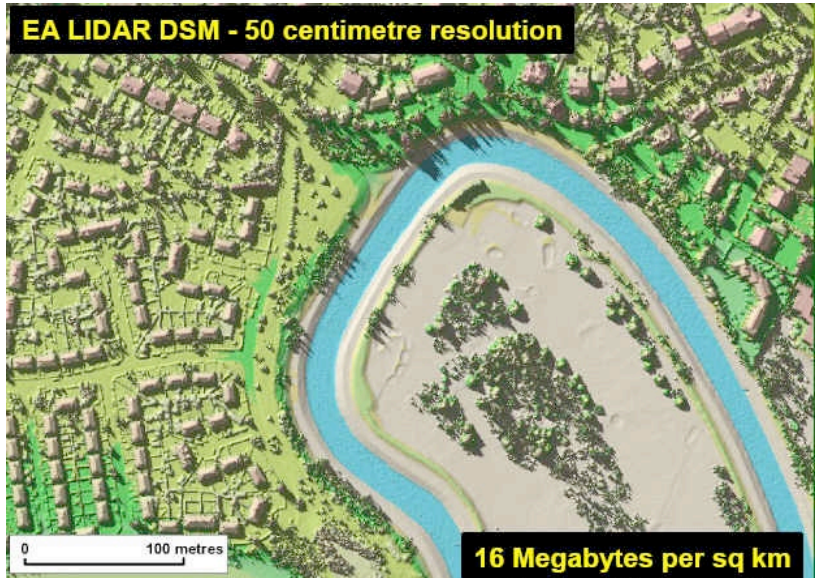 EA LIDAR DSM - 50 centimetre resolution
0 100 metres
16 Megabytes per sq km